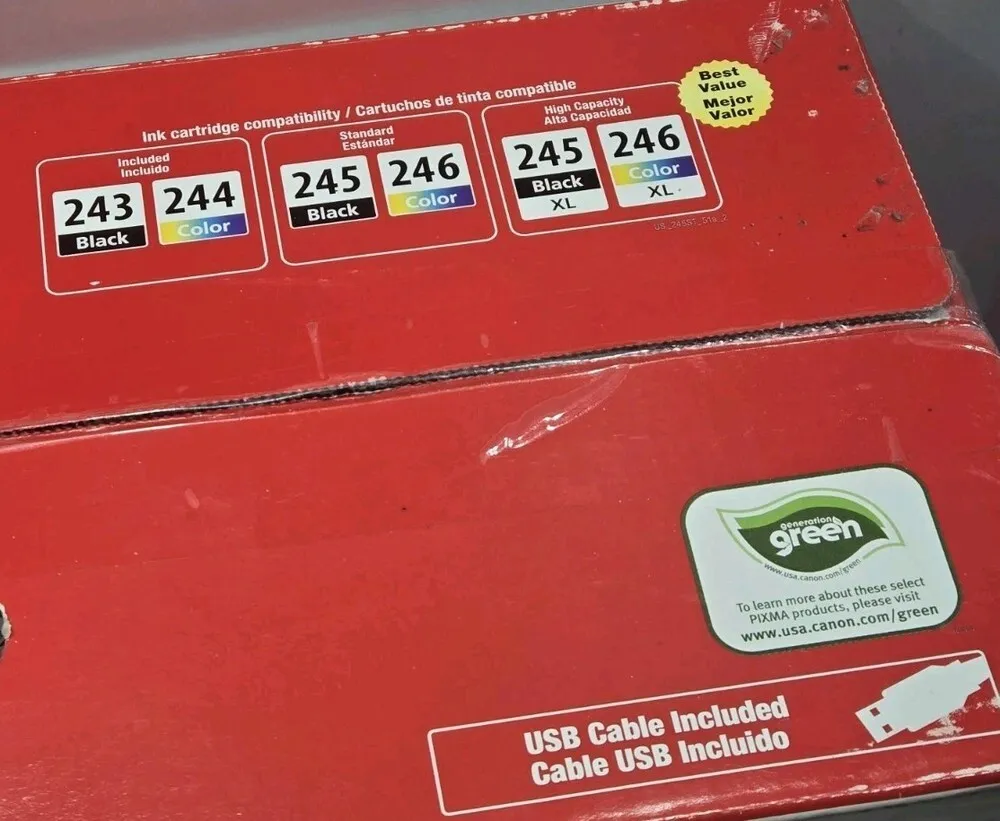 Ink cartridge compatibility / Cartuchos de tinta compatible
Included
Incluido
243
Black
244
Color
Standard
Estándar
245
Black
246
Color
High Capacity
Alta Capacidad
245
Black
XL
246
Color
XL
Best
Value
Mejor
Valor
generation
green
www.usa.canon.com/green
To learn more about these select
PIXMA products, please visit
www.usa.canon.com/green
USB Cable Included
Cable USB Incluido